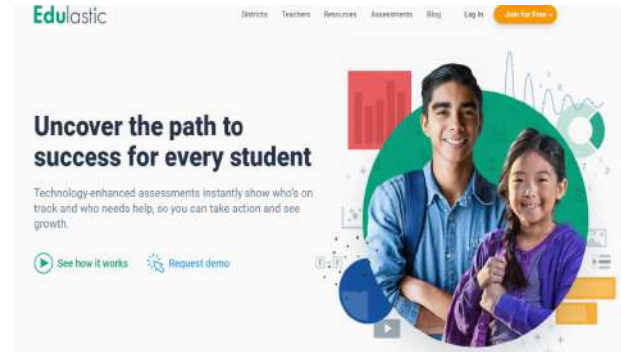 Edulastic
Districts Teachers Resources Assessments Blog Log In Join for Free »
Uncover the path to
success for every student
Technology-enhanced assessments instantly show who's on
track and who needs help, so you can take action and see
growth.
See how it works Request demo